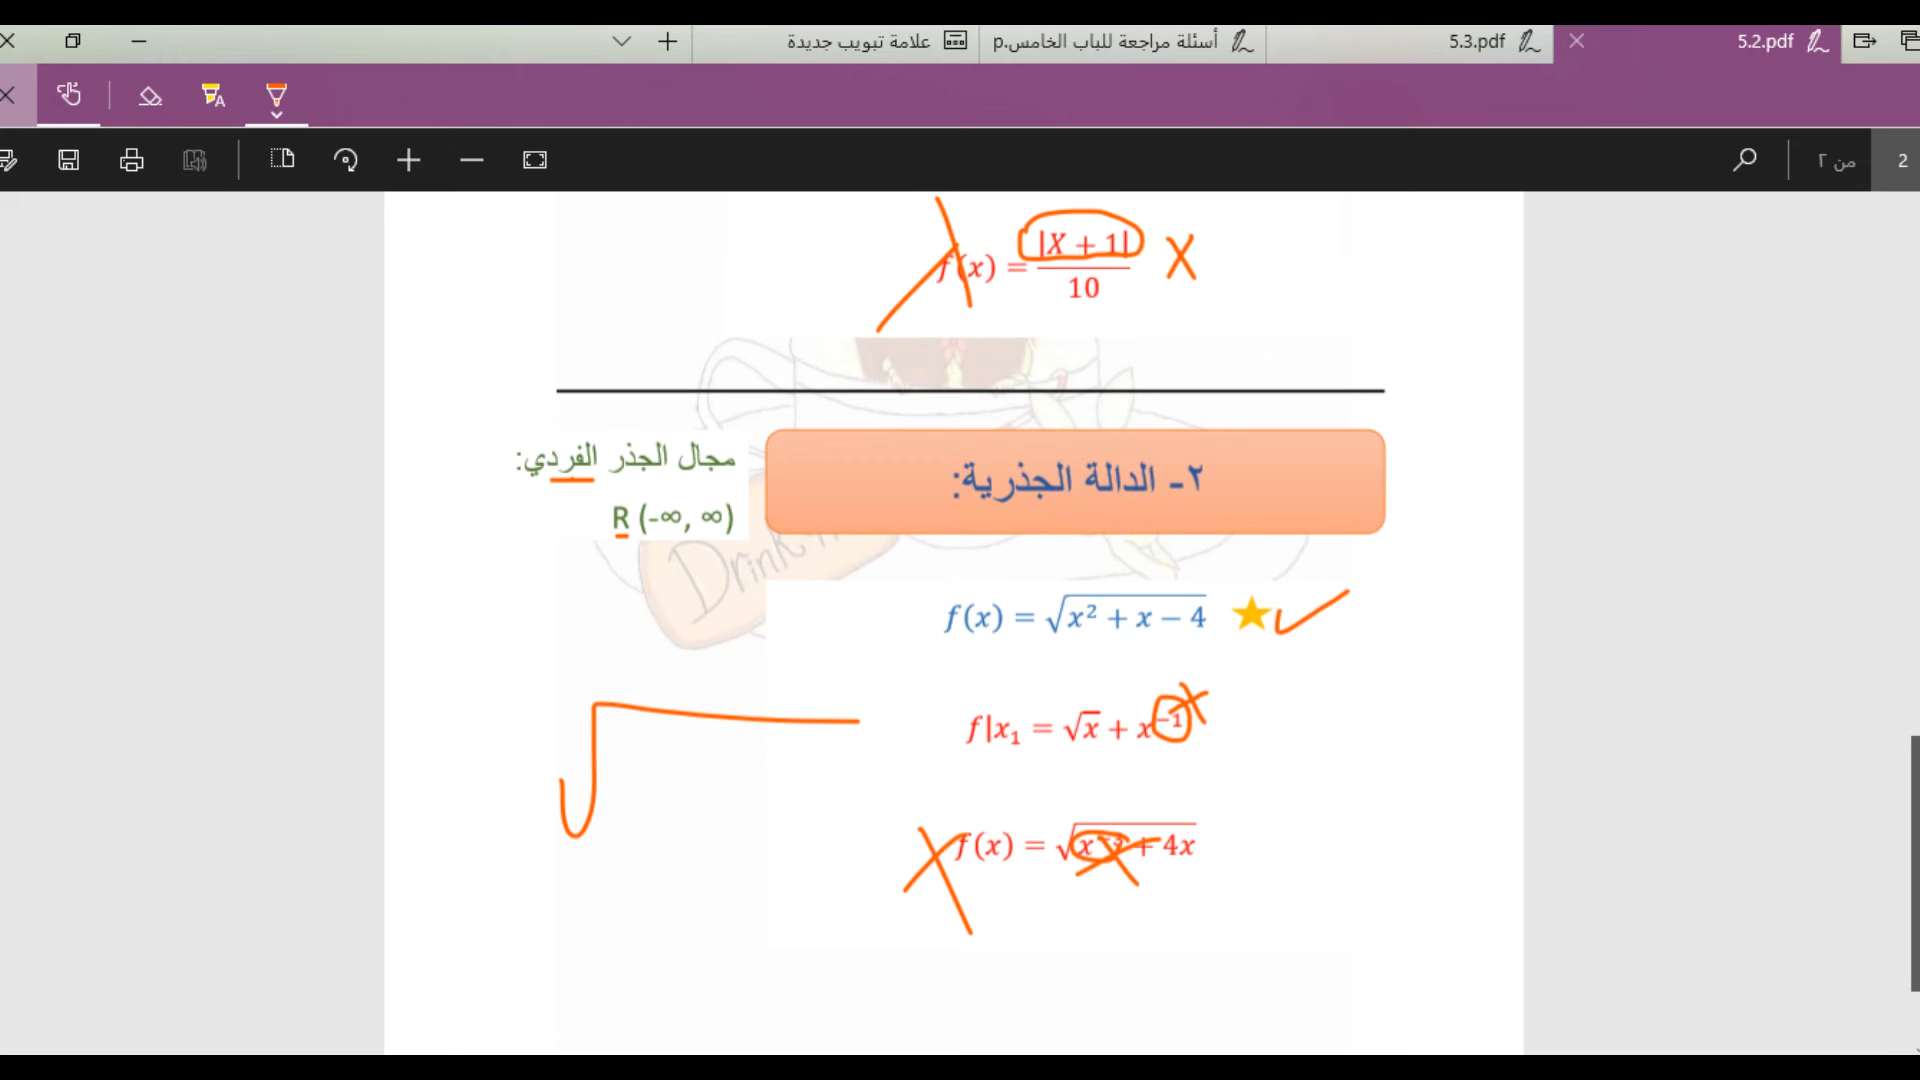 5.2.pdf
5.3.pdf
أسئلة مراجعة للباب الخامس.p
علامة تبويب جديدة
2
من ٢
f(x) = |X + 1| / 10 X
٢- الدالة الجذرية:
مجال الجذر الفردي:
R (-∞, ∞)
f(x) = √(x² + x − 4)
f|x₁ = √x + x⁻¹
f(x) = √(x + 4x
Drink